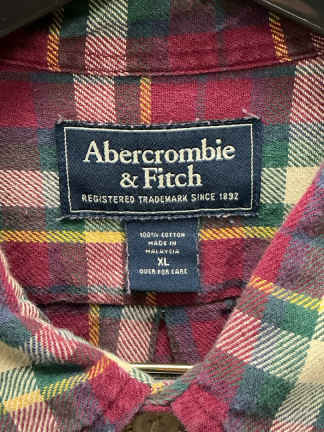 Abercrombie
& Fitch
REGISTERED TRADEMARK SINCE 1892
100% COTTON
MADE IN
MALAYSIA
XL
OVER FOR CARE